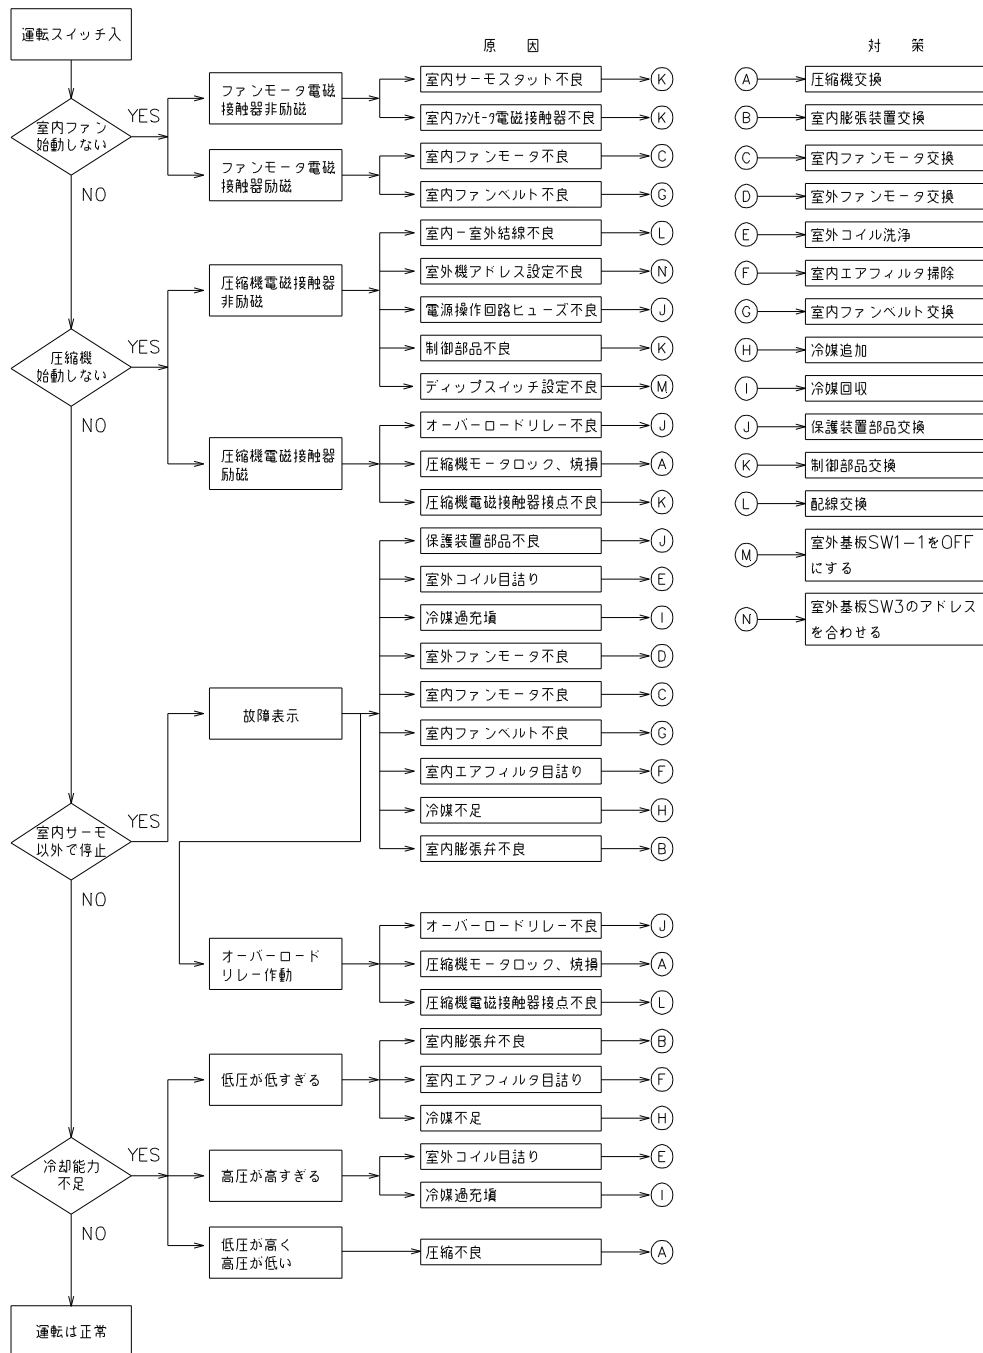 運転スイッチ入
原 因
対 策
室内ファン
始動しない
YES
NO
ファンモータ電磁
接触器非励磁
室内サーモスタット不良
K
室内ファンモータ電磁接触器不良
K
ファンモータ電磁
接触器励磁
室内ファンモータ不良
C
室内ファンベルト不良
G
圧縮機
始動しない
YES
NO
圧縮機電磁接触器
非励磁
室内ー室外結線不良
L
室外機アドレス設定不良
N
電源操作回路ヒューズ不良
J
制御部品不良
K
ディップスイッチ設定不良
M
圧縮機電磁接触器
励磁
オーバーロードリレー不良
J
圧縮機モータロック、焼損
A
圧縮機電磁接触器接点不良
K
室内サーモ
以外で停止
YES
NO
故障表示
保護装置部品不良
J
室外コイル目詰り
E
冷媒過充填
I
室外ファンモータ不良
D
室内ファンモータ不良
C
室内ファンベルト不良
G
室内エアフィルタ目詰り
F
冷媒不足
H
室内膨張弁不良
B
オーバーロード
リレー作動
オーバーロードリレー不良
J
圧縮機モータロック、焼損
A
圧縮機電磁接触器接点不良
L
冷却能力
不足
YES
NO
低圧が低すぎる
室内膨張弁不良
B
室内エアフィルタ目詰り
F
冷媒不足
H
高圧が高すぎる
室外コイル目詰り
E
冷媒過充填
I
低圧が高く
高圧が低い
圧縮不良
A
運転は正常
A
圧縮機交換
B
室内膨張装置交換
C
室内ファンモータ交換
D
室外ファンモータ交換
E
室外コイル洗浄
F
室内エアフィルタ掃除
G
室内ファンベルト交換
H
冷媒追加
I
冷媒回収
J
保護装置部品交換
K
制御部品交換
L
配線交換
M
室外基板SW1ー1をOFF
にする
N
室外基板SW3のアドレス
を合わせる